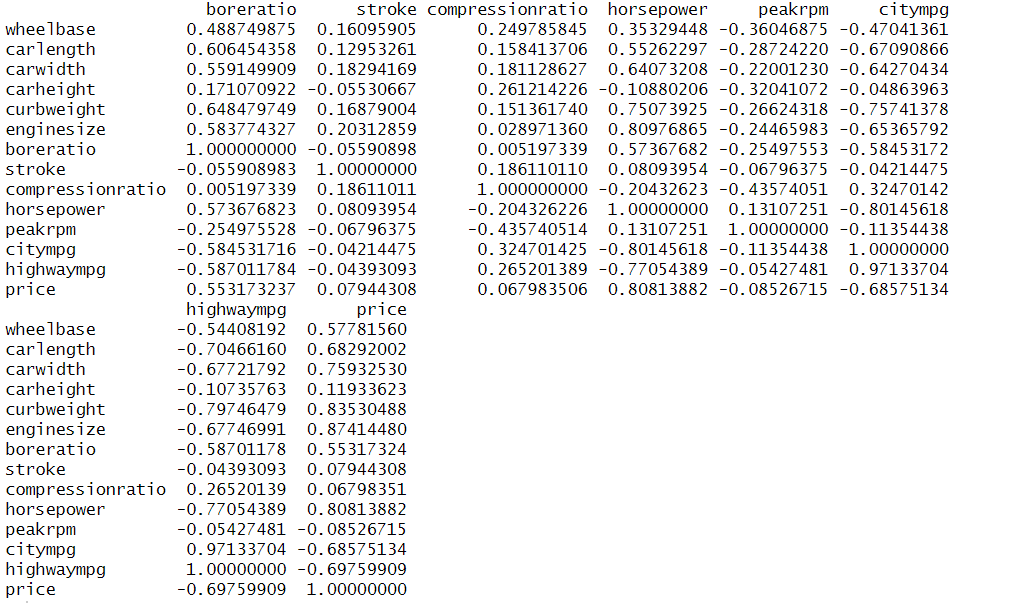 boreratio stroke compressionratio horsepower peakrpm citympg
wheelbase 0.488749875 0.16095905 0.249785845 0.35329448 -0.36046875 -0.47041361
carlength 0.606454358 0.12953261 0.158413706 0.55262297 -0.28724220 -0.67090866
carwidth 0.559149909 0.18294169 0.181128627 0.64073208 -0.22001230 -0.64270434
carheight 0.171070922 -0.05530667 0.261214226 -0.10880206 -0.32041072 -0.04863963
curbweight 0.648479749 0.16879004 0.151361740 0.75073925 -0.26624318 -0.75741378
enginesize 0.583774327 0.20312859 0.028971360 0.80976865 -0.24465983 -0.65365792
boreratio 1.000000000 -0.05590898 0.005197339 0.57367682 -0.25497553 -0.58453172
stroke -0.055908983 1.00000000 0.186110110 0.08093954 -0.06796375 -0.04214475
compressionratio 0.005197339 0.18611011 1.000000000 -0.20432623 -0.43574051 0.32470142
horsepower 0.573676823 0.08093954 -0.204326226 1.00000000 0.13107251 -0.80145618
peakrpm -0.254975528 -0.06796375 -0.435740514 0.13107251 1.00000000 -0.11354438
citympg -0.584531716 -0.04214475 0.324701425 -0.80145618 -0.11354438 1.00000000
highwaympg -0.587011784 -0.04393093 0.265201389 -0.77054389 -0.05427481 0.97133704
price 0.553173237 0.07944308 0.067983506 0.80813882 -0.08526715 -0.68575134
highwaympg price
wheelbase -0.54408192 0.57781560
carlength -0.70466160 0.68292002
carwidth -0.67721792 0.75932530
carheight -0.10735763 0.11933623
curbweight -0.79746479 0.83530488
enginesize -0.67746991 0.87414480
boreratio -0.58701178 0.55317324
stroke -0.04393093 0.07944308
compressionratio 0.26520139 0.06798351
horsepower -0.77054389 0.80813882
peakrpm -0.05427481 -0.08526715
citympg 0.97133704 -0.68575134
highwaympg 1.00000000 -0.69759909
price -0.69759909 1.00000000